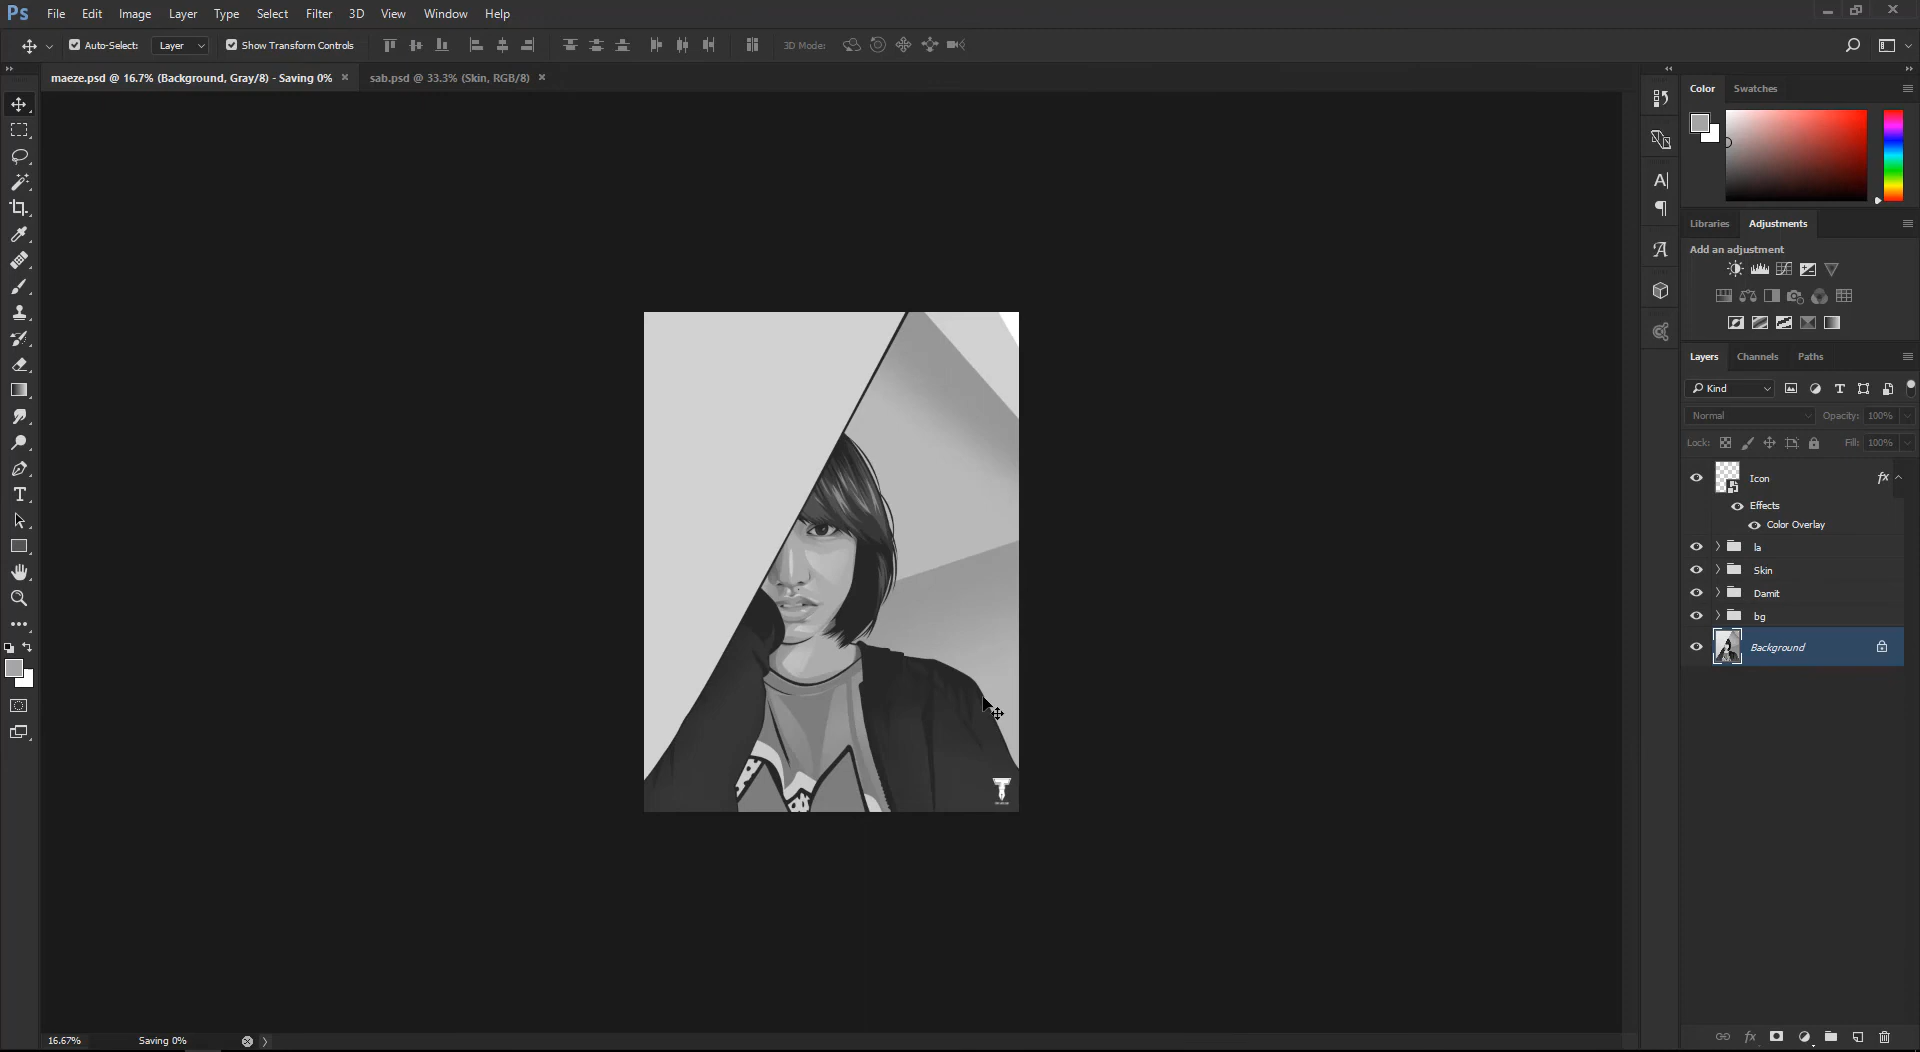 Ps File Edit Image Layer Type Select Filter 3D View Window Help
Auto-Select: Layer Show Transform Controls 3D Mode:
maeze.psd @ 16.7% (Background, Gray/8) - Saving 0% × sab.psd @ 33.3% (Skin, RGB/8) ×
Color Swatches
Libraries Adjustments
Add an adjustment
Layers Channels Paths
Kind
Normal Opacity: 100%
Lock: Fill: 100%
Icon fx
Effects
Color Overlay
la
Skin
Damit
bg
Background
16.67% Saving 0%